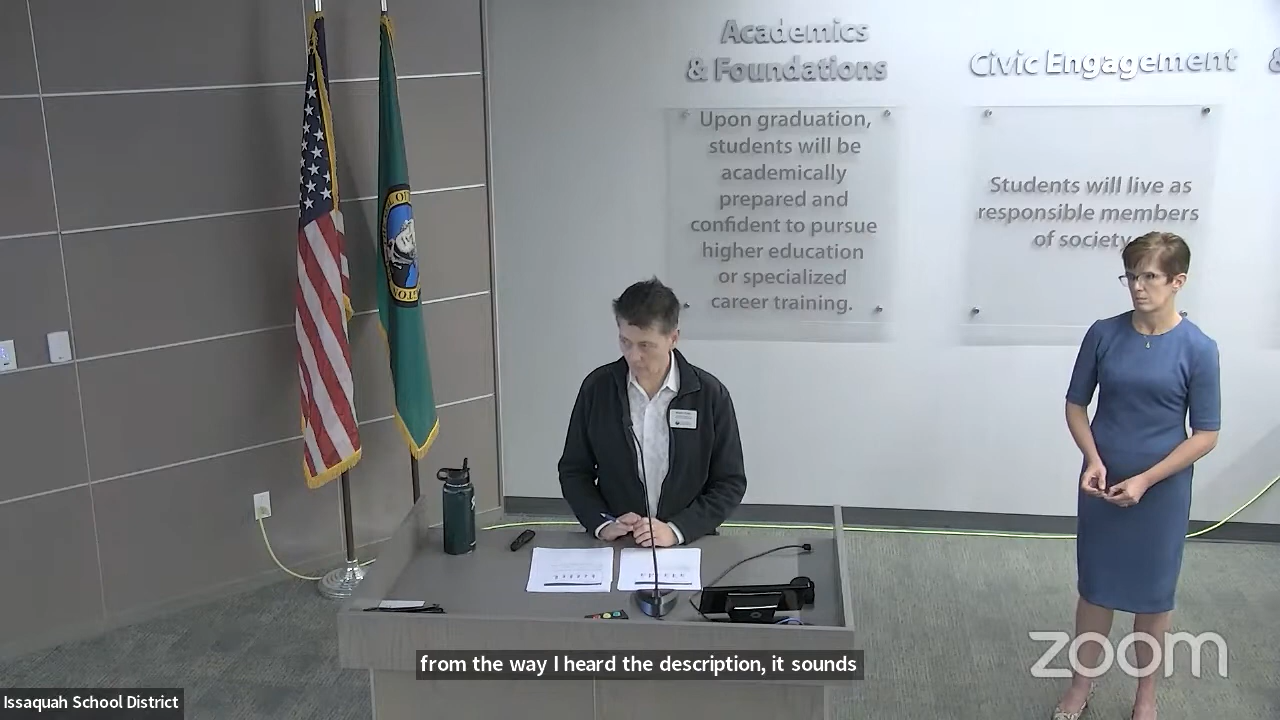 Academics
& Foundations
Upon graduation,
students will be
academically
prepared and
confident to pursue
higher education
or specialized
career training.
Civic Engagement
&
Students will live as
responsible members
of society
from the way I heard the description, it sounds
zoom
Issaquah School District